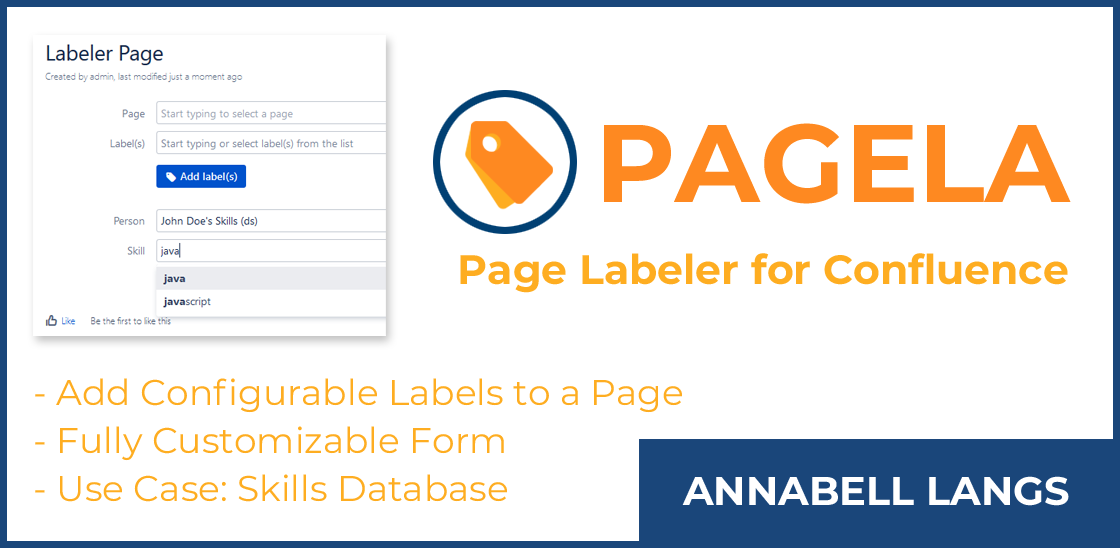 Labeler Page
Created by admin, last modified just a moment ago
Page Start typing to select a page
Label(s) Start typing or select label(s) from the list
Add label(s)
Person John Doe's Skills (ds)
Skill java
java
javascript
Like Be the first to like this
PAGELA
Page Labeler for Confluence
- Add Configurable Labels to a Page
- Fully Customizable Form
- Use Case: Skills Database
ANNABELL LANGS